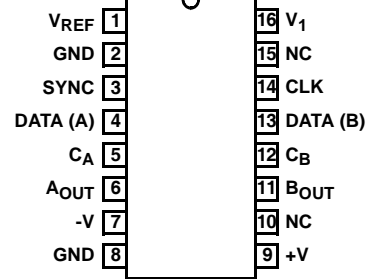 VREF 1 16 V1
GND 2 15 NC
SYNC 3 14 CLK
DATA (A) 4 13 DATA (B)
CA 5 12 CB
AOUT 6 11 BOUT
-V 7 10 NC
GND 8 9 +V